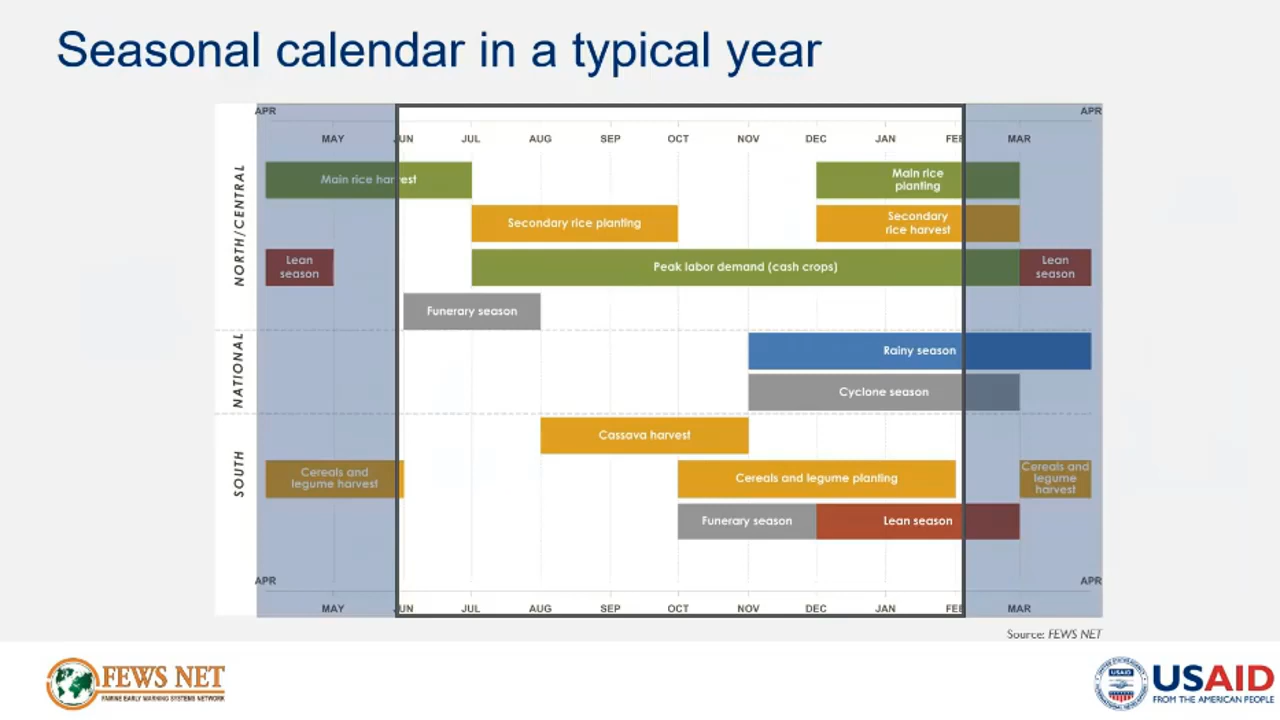 Seasonal calendar in a typical year
APR
APR
MAY
JUN
JUL
AUG
SEP
OCT
NOV
DEC
JAN
FEB
MAR
NORTH/CENTRAL
Main rice harvest
Main rice
planting
Secondary rice planting
Secondary
rice harvest
Lean
season
Peak labor demand (cash crops)
Lean
season
Funerary season
NATIONAL
Rainy season
Cyclone season
SOUTH
Cassava harvest
Cereals and
legume harvest
Cereals and legume planting
Cereals and
legume
harvest
Funerary season
Lean season
APR
APR
MAY
JUN
JUL
AUG
SEP
OCT
NOV
DEC
JAN
FEB
MAR
Source: FEWS NET
FEWS NET
FAMINE EARLY WARNING SYSTEMS NETWORK
USAID
FROM THE AMERICAN PEOPLE